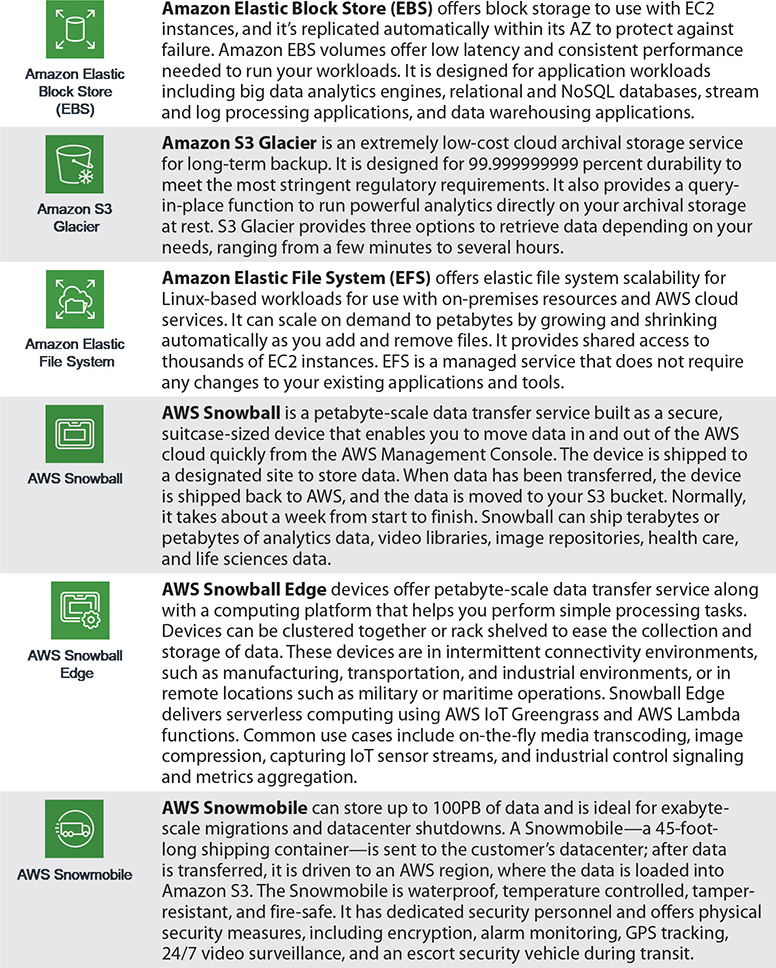 Amazon Elastic Block Store (EBS) offers block storage to use with EC2
instances, and it’s replicated automatically within its AZ to protect against
failure. Amazon EBS volumes offer low latency and consistent performance
needed to run your workloads. It is designed for application workloads
including big data analytics engines, relational and NoSQL databases, stream
and log processing applications, and data warehousing applications.
Amazon Elastic
Block Store
(EBS)
Amazon S3 Glacier is an extremely low-cost cloud archival storage service
for long-term backup. It is designed for 99.999999999 percent durability to
meet the most stringent regulatory requirements. It also provides a query-
in-place function to run powerful analytics directly on your archival storage
at rest. S3 Glacier provides three options to retrieve data depending on your
needs, ranging from a few minutes to several hours.
Amazon S3
Glacier
Amazon Elastic File System (EFS) offers elastic file system scalability for
Linux-based workloads for use with on-premises resources and AWS cloud
services. It can scale on demand to petabytes by growing and shrinking
automatically as you add and remove files. It provides shared access to
thousands of EC2 instances. EFS is a managed service that does not require
any changes to your existing applications and tools.
Amazon Elastic
File System
AWS Snowball is a petabyte-scale data transfer service built as a secure,
suitcase-sized device that enables you to move data in and out of the AWS
cloud quickly from the AWS Management Console. The device is shipped to
a designated site to store data. When data has been transferred, the device
is shipped back to AWS, and the data is moved to your S3 bucket. Normally,
it takes about a week from start to finish. Snowball can ship terabytes or
petabytes of analytics data, video libraries, image repositories, health care,
and life sciences data.
AWS Snowball
AWS Snowball Edge devices offer petabyte-scale data transfer service along
with a computing platform that helps you perform simple processing tasks.
Devices can be clustered together or rack shelved to ease the collection and
storage of data. These devices are in intermittent connectivity environments,
such as manufacturing, transportation, and industrial environments, or in
remote locations such as military or maritime operations. Snowball Edge
delivers serverless computing using AWS IoT Greengrass and AWS Lambda
functions. Common use cases include on-the-fly media transcoding, image
compression, capturing IoT sensor streams, and industrial control signaling
and metrics aggregation.
AWS Snowball
Edge
AWS Snowmobile can store up to 100PB of data and is ideal for exabyte-
scale migrations and datacenter shutdowns. A Snowmobile—a 45-foot-
long shipping container—is sent to the customer’s datacenter; after data
is transferred, it is driven to an AWS region, where the data is loaded into
Amazon S3. The Snowmobile is waterproof, temperature controlled, tamper-
resistant, and fire-safe. It has dedicated security personnel and offers physical
security measures, including encryption, alarm monitoring, GPS tracking,
24/7 video surveillance, and an escort security vehicle during transit.
AWS Snowmobile